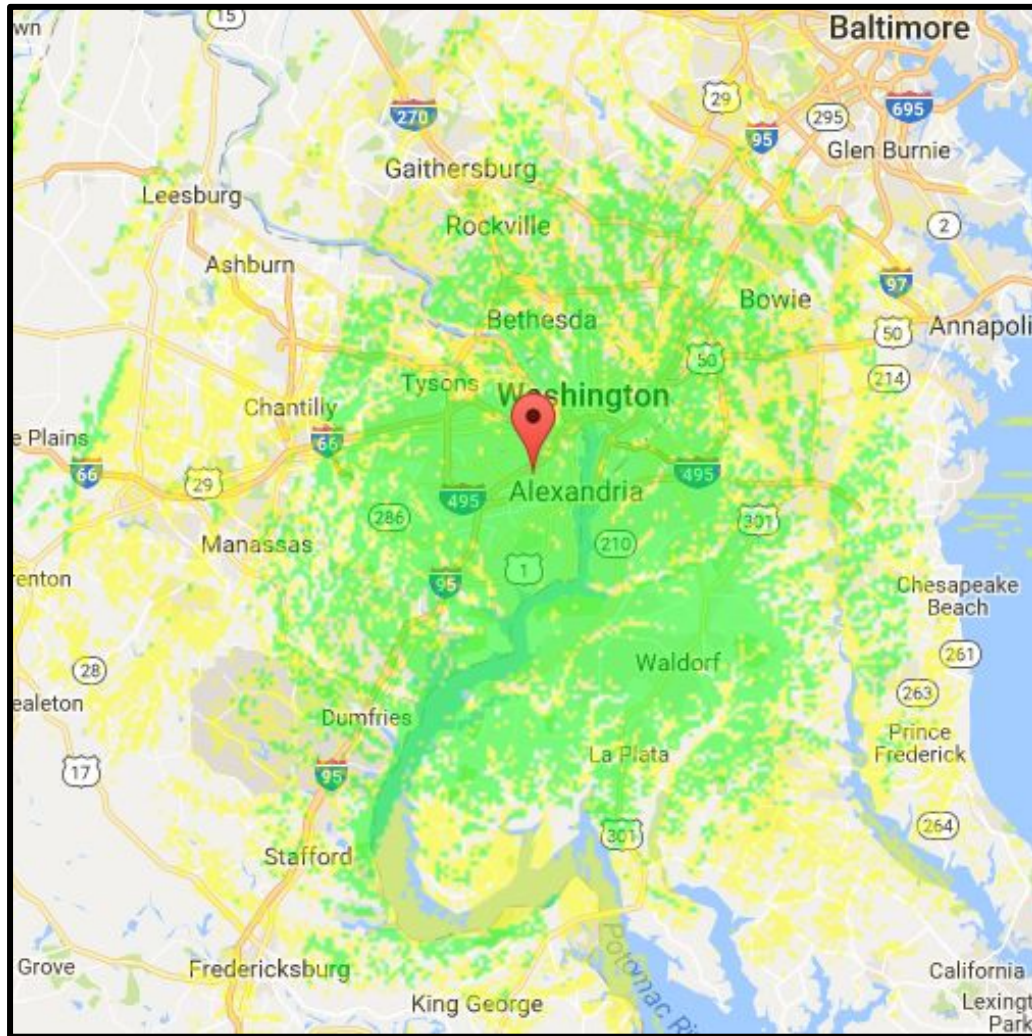 15
wn
Baltimore
29
695
270
295
95
Glen Burnie
Gaithersburg
Leesburg
Rockville
2
Ashburn
97
Bowie
Bethesda
Annapoli
50
50
Tysons
214
Washington
Chantilly
e Plains
66
66
29
495
495
Alexandria
286
301
210
Manassas
1
95
renton
Chesapeake
Beach
28
Waldorf
261
263
ealeton
Dumfries
Prince
Frederick
La Plata
17
95
301
264
Stafford
Potomac Ri
Grove
Fredericksburg
California
King George
Lexingt
Park